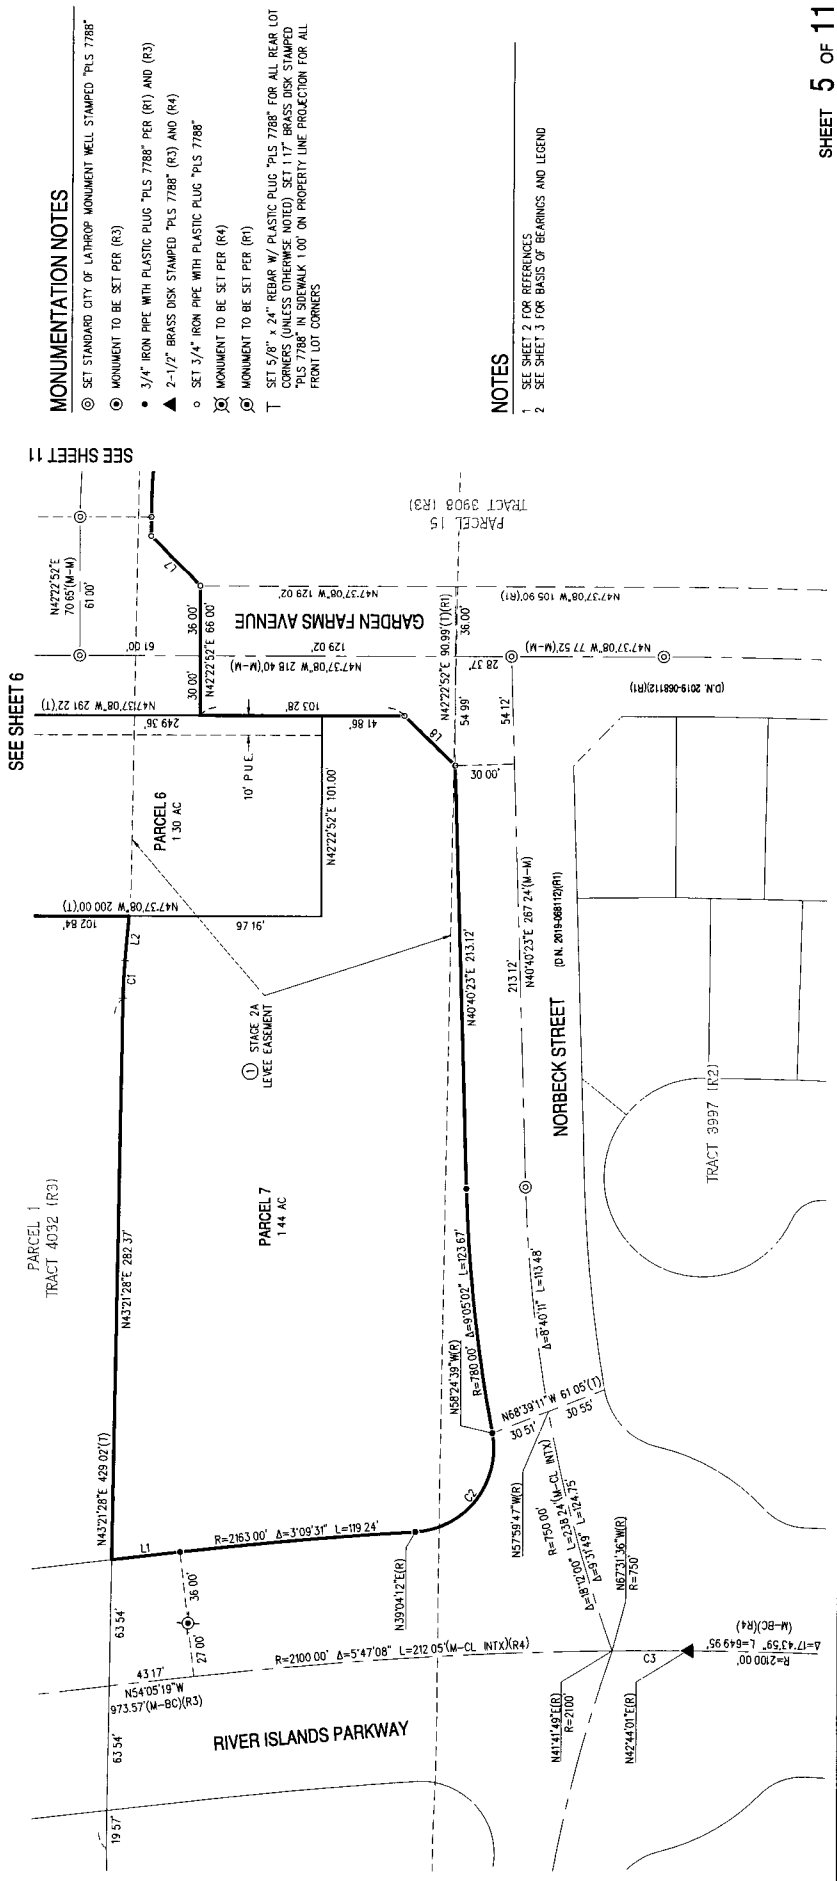 MONUMENTATION NOTES
SET STANDARD CITY OF LATHROP MONUMENT WELL STAMPED "PLS 7788"
MONUMENT TO BE SET PER (R3)
3/4" IRON PIPE WITH PLASTIC PLUG "PLS 7788" PER (R1) AND (R3)
2-1/2" BRASS DISK STAMPED "PLS 7788" (R3) AND (R4)
SET 3/4" IRON PIPE WITH PLASTIC PLUG "PLS 7788"
MONUMENT TO BE SET PER (R4)
MONUMENT TO BE SET PER (R1)
SET 5/8" x 24" REBAR W/ PLASTIC PLUG "PLS 7788" FOR ALL REAR LOT
CORNERS (UNLESS OTHERWISE NOTED) SET 1 17" BRASS DISK STAMPED
"PLS 7788" IN SIDEWALK 1 00' ON PROPERTY LINE PROJECTION FOR ALL
FRONT LOT CORNERS
NOTES
1 SEE SHEET 2 FOR REFERENCES
2 SEE SHEET 3 FOR BASIS OF BEARINGS AND LEGEND
SHEET 5 OF 11
SEE SHEET 11
SEE SHEET 6
N42°22'52"E
70 65'(M-M)
61 00'
L7
61 00'
36 00'
30 00'
N42°22'52"E 66 00'
GARDEN FARMS AVENUE
N47°37'08"W 129 02'
129 02'
N47°37'08"W 218 40'(M-M)
N47°37'08"W 291 22'(T)
249 36'
103 28'
41 86'
L8
10' P U E
PARCEL 6
1 30 AC
N42°22'52"E 101.00'
N47°37'08"W 200 00'(T)
102 84'
97 16'
L2
C1
PARCEL 15
TRACT 3908 (R3)
N42°22'52"E 90.99'(T)(R1)
54 99'
36.00'
28 37'
54 12'
30 00'
N47°37'08"W 105 90'(R1)
N47°37'08"W 77.52'(M-M)
(D.N. 2019-068112)(R1)
1 STAGE 2A
LEVEE EASEMENT
PARCEL 1
TRACT 4032 (R3)
N43°21'28"E 282 37'
N43°21'28"E 429 02'(T)
PARCEL 7
1 44 AC
N40°40'23"E 213.12'
213 12'
N40°40'23"E 267 24'(M-M)
NORBECK STREET
(D N. 2019-068112)(R1)
TRACT 3997 (R2)
R=780 00' Δ=9°05'02" L=123 67'
N58°24'39"W(R)
Δ=8°40'11" L=113 48'
N68°39'11"W 61 05'(T)
30 51'
30 55'
C2
N57°59'47"W(R)
R=750 00'
Δ=18°12'00" L=238 24'(M-CL INTX)
Δ=9°31'49" L=124.75'
N67°31'36"W(R)
R=750'
L1
R=2163 00' Δ=3°09'31" L=119 24'
N39°04'12"E(R)
36 00'
27 00'
63 54'
43 17'
N54°05'19"W
973.57'(M-BC)(R3)
63 54'
19 57'
R=2100 00' Δ=5°47'08" L=212 05'(M-CL INTX)(R4)
RIVER ISLANDS PARKWAY
N41°41'49"E(R)
R=2100'
C3
N42°44'01"E(R)
R=2100 00'
Δ=17°43'59" L=649 95'
(M-BC)(R4)